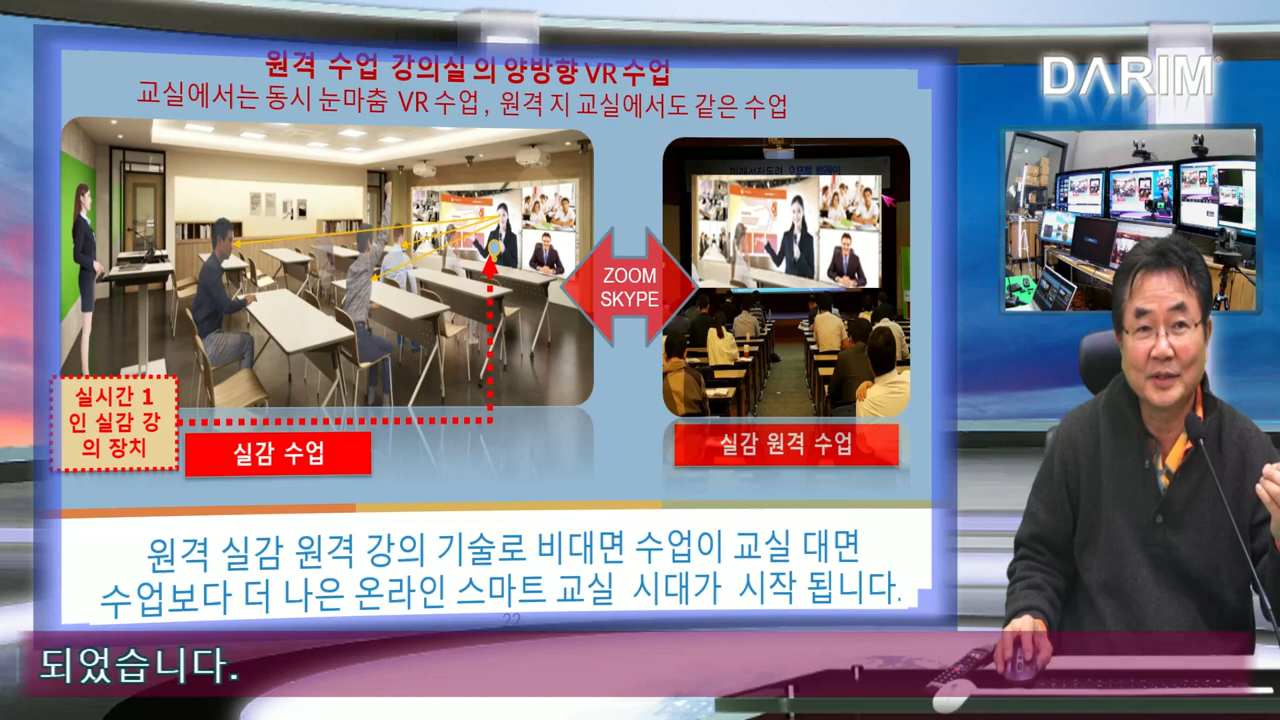 원격 수업 강의실의 양방향 VR 수업
교실에서는 동시 눈마춤 VR 수업, 원격 지 교실에서도 같은 수업
DARIM
ZOOM
SKYPE
실시간 1
인 실감 강
의 장치
실감 수업
실감 원격 수업
원격 실감 원격 강의 기술로 비대면 수업이 교실 대면
수업보다 더 나은 온라인 스마트 교실 시대가 시작 됩니다.
22
되었습니다.